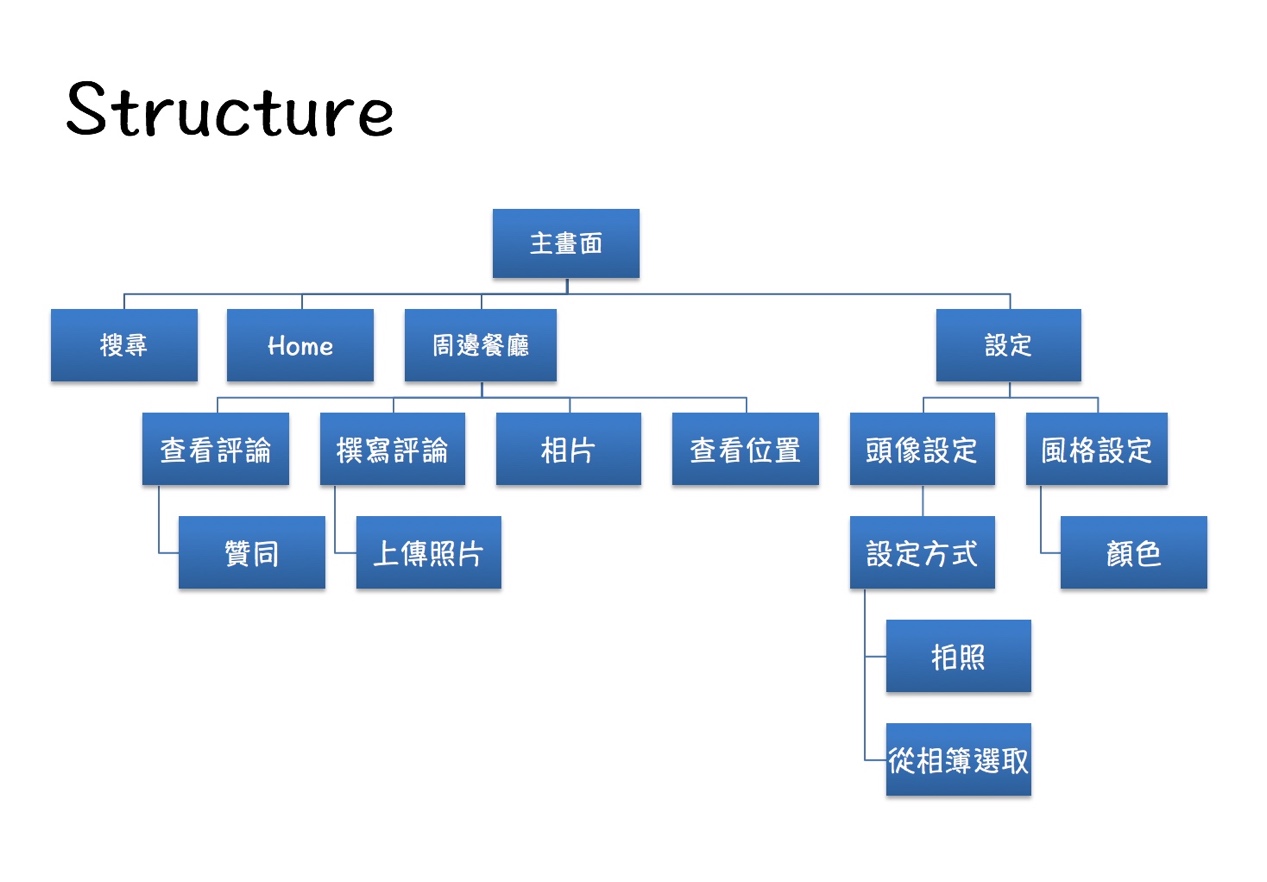 Structure
主畫面
搜尋
Home
周邊餐廳
設定
查看評論
撰寫評論
相片
查看位置
頭像設定
風格設定
贊同
上傳照片
設定方式
顏色
拍照
從相簿選取